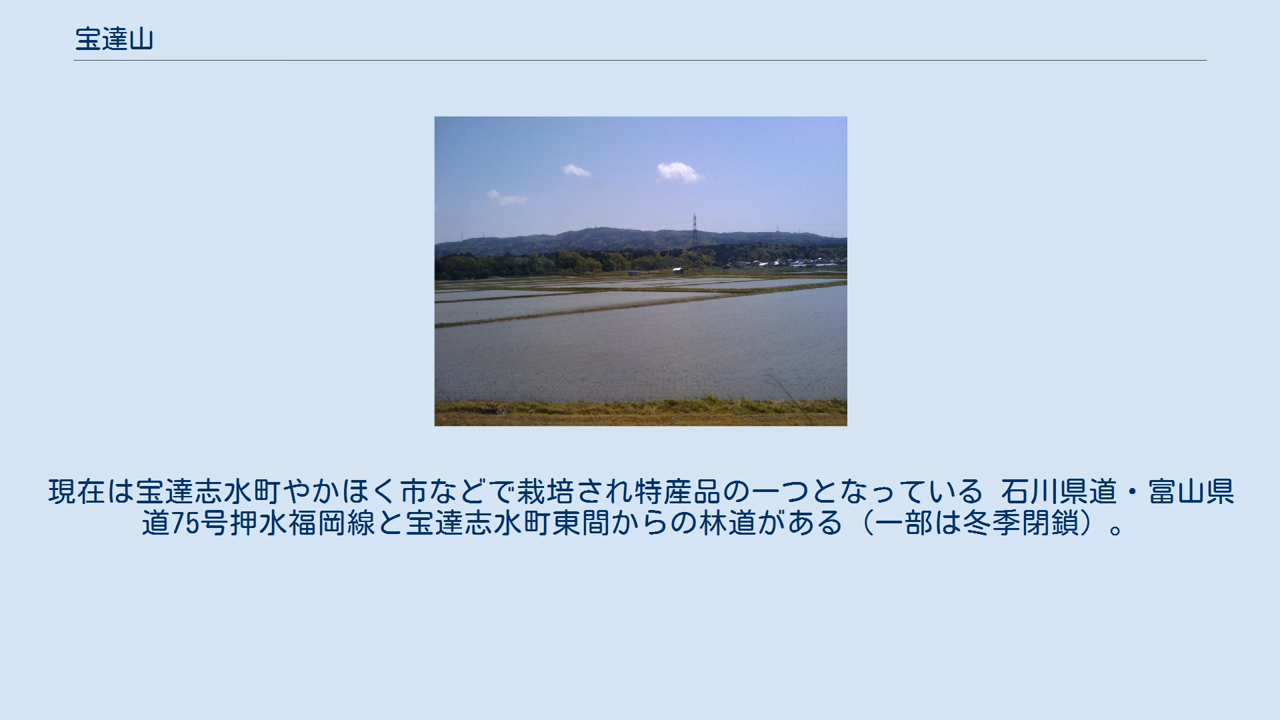 宝達山
現在は宝達志水町やかほく市などで栽培され特産品の一つとなっている 石川県道・富山県
道75号押水福岡線と宝達志水町東間からの林道がある（一部は冬季閉鎖）。